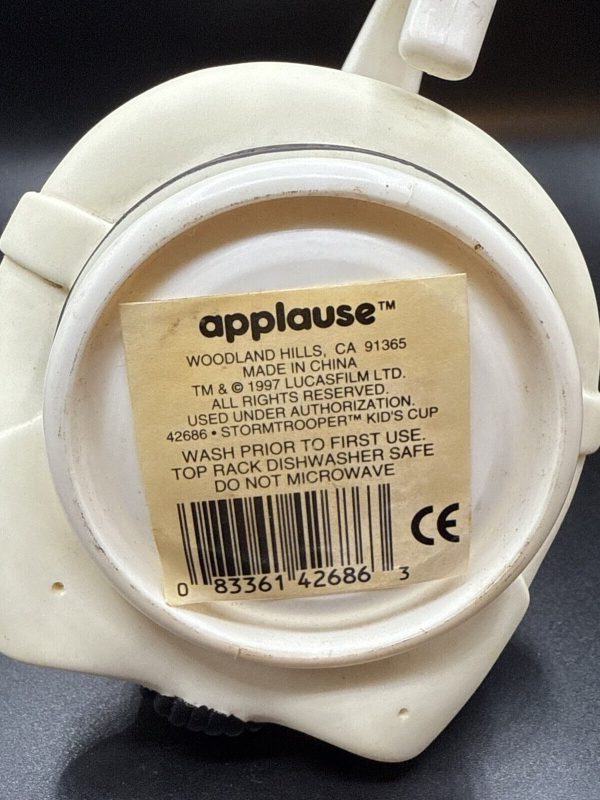 applause™
WOODLAND HILLS, CA 91365
MADE IN CHINA
TM & © 1997 LUCASFILM LTD.
ALL RIGHTS RESERVED.
USED UNDER AUTHORIZATION.
42686 • STORMTROOPER™ KID'S CUP
WASH PRIOR TO FIRST USE.
TOP RACK DISHWASHER SAFE
DO NOT MICROWAVE
CE
0 83361 42686 3